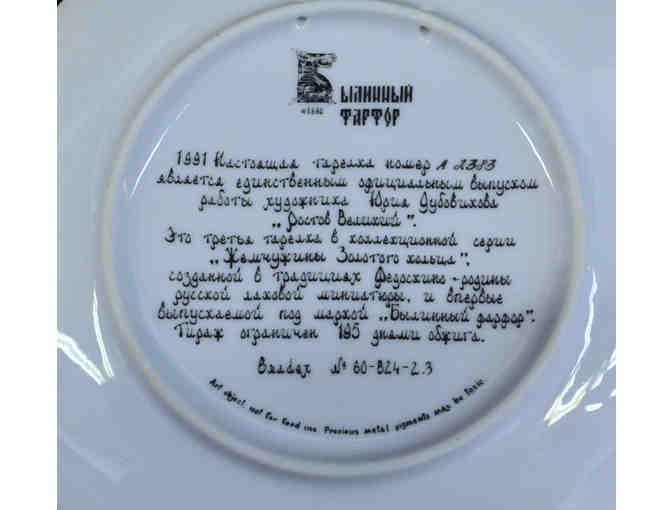 Былинный
фарфор
1991 Настоящая тарелка номер А 2383
является единственным официальным выпуском
работы художника Юрия Дубовикова
„Ростов Великий".
Это третья тарелка в коллекционной серии
„Жемчужины Золотого кольца",
созданной в традициях Федоскино - родины
русской лаковой миниатюры, и впервые
выпускаемой под маркой „Былинный фарфор".
Тираж ограничен 195 днями обжига.
Bradex № 60-B24-2.3
Art object, not for food use. Precious metal pigments may be toxic.